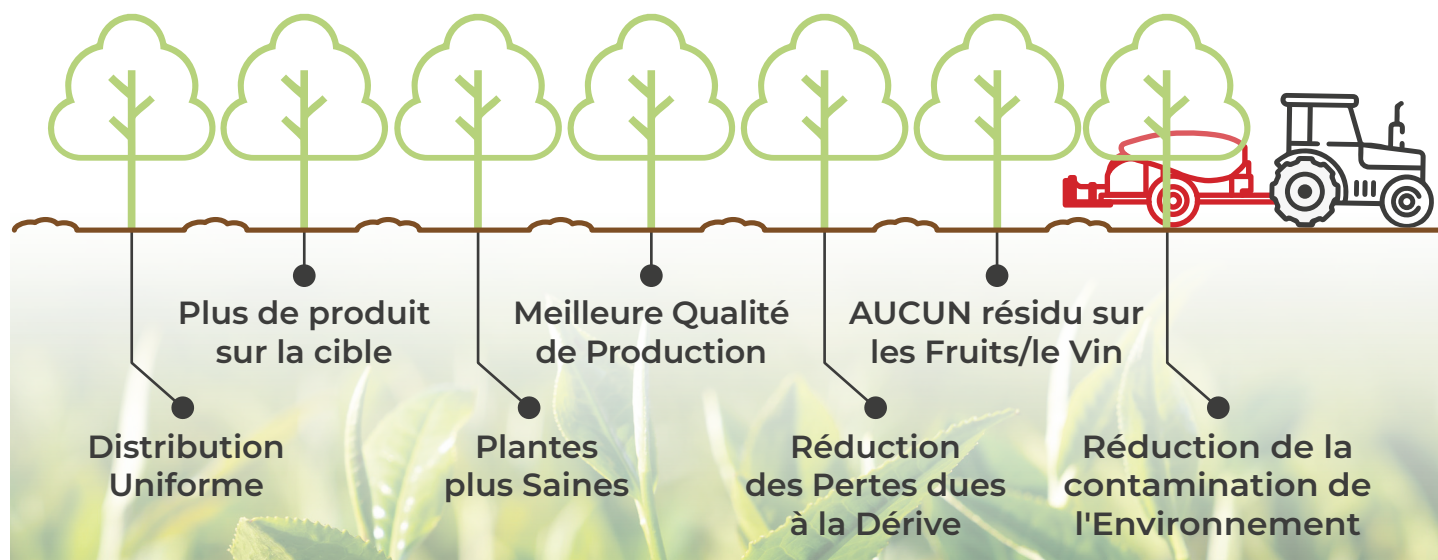 Plus de produit
sur la cible
Meilleure Qualité
de Production
AUCUN résidu sur
les Fruits/le Vin
Distribution
Uniforme
Plantes
plus Saines
Réduction
des Pertes dues
à la Dérive
Réduction de la
contamination de
l'Environnement